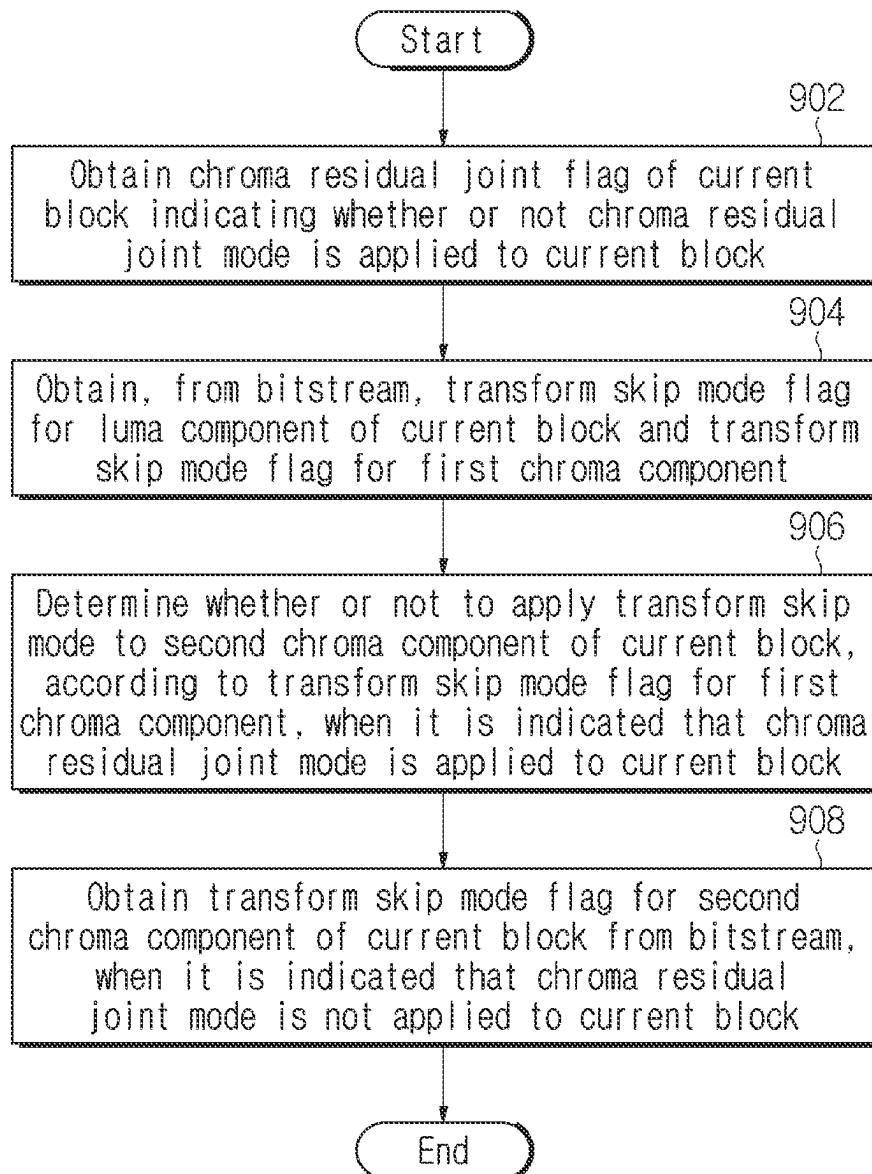 Start
902
Obtain chroma residual joint flag of current
block indicating whether or not chroma residual
joint mode is applied to current block
904
Obtain, from bitstream, transform skip mode flag
for luma component of current block and transform
skip mode flag for first chroma component
906
Determine whether or not to apply transform skip
mode to second chroma component of current block,
according to transform skip mode flag for first
chroma component, when it is indicated that chroma
residual joint mode is applied to current block
908
Obtain transform skip mode flag for second
chroma component of current block from bitstream,
when it is indicated that chroma residual
joint mode is not applied to current block
End